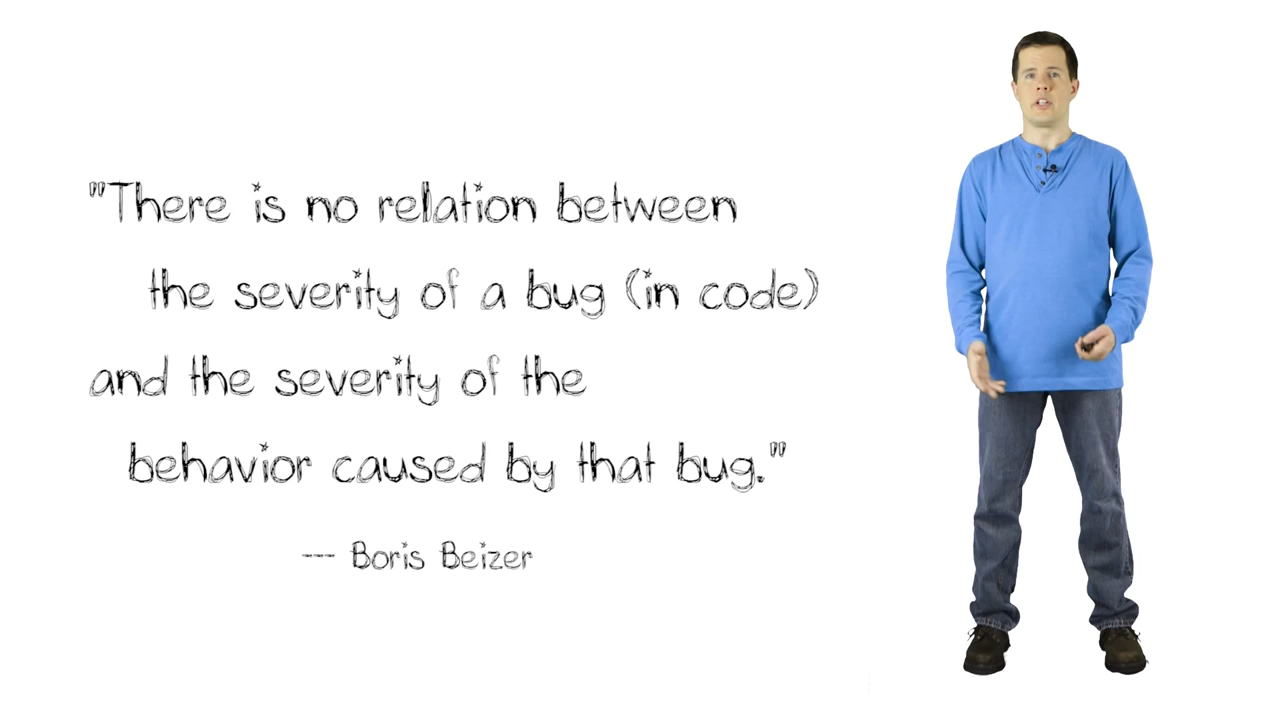 "There is no relation between
the severity of a bug (in code)
and the severity of the
behavior caused by that bug."
--- Boris Beizer